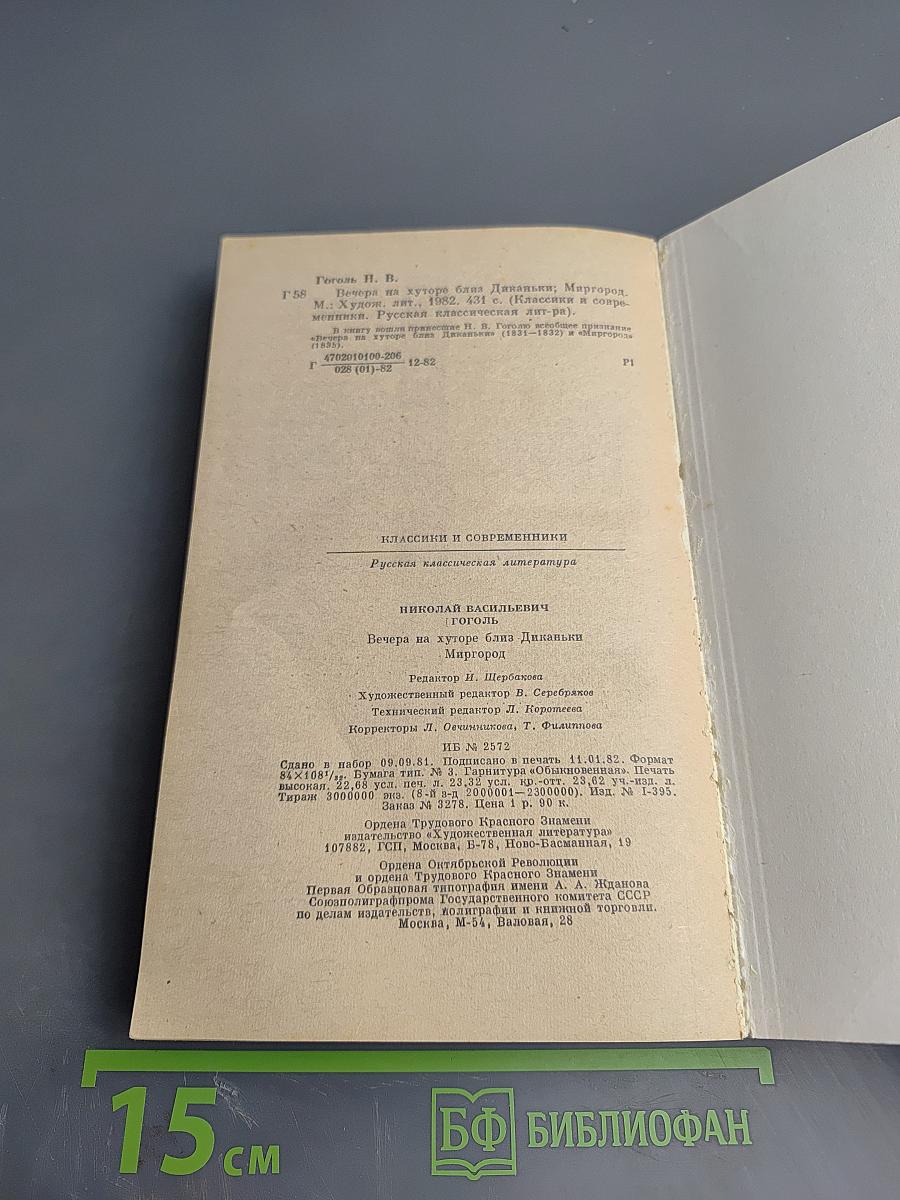 Гоголь Н. В.
Г58 Вечера на хуторе близ Диканьки; Миргород.
М.: Худож. лит., 1982. 431 с. (Классики и совре-
менники. Русская классическая лит-ра).
В книгу вошли принесшие Н. В. Гоголю всеобщее признание
«Вечера на хуторе близ Диканьки» (1831—1832) и «Миргород»
(1835).
Г 4702010100-206 12-82 Р1
028 (01)-82
КЛАССИКИ И СОВРЕМЕННИКИ
Русская классическая литература
НИКОЛАЙ ВАСИЛЬЕВИЧ
ГОГОЛЬ
Вечера на хуторе близ Диканьки
Миргород
Редактор И. Щербакова
Художественный редактор В. Серебряков
Технический редактор Л. Коротеева
Корректоры Л. Овчинникова, Т. Филиппова
ИБ № 2572
Сдано в набор 09.09.81. Подписано в печать 11.01.82. Формат
84×108¹/₃₂. Бумага тип. № 3. Гарнитура «Обыкновенная». Печать
высокая. 22,68 усл. печ. л. 23,32 усл. кр.-отт. 23,62 уч.-изд. л.
Тираж 3000000 экз. (8-й з-д 2000001—2300000). Изд. № I-395.
Заказ № 3278. Цена 1 р. 90 к.
Ордена Трудового Красного Знамени
издательство «Художественная литература»
107882, ГСП, Москва, Б-78, Ново-Басманная, 19
Ордена Октябрьской Революции
и ордена Трудового Красного Знамени
Первая Образцовая типография имени А. А. Жданова
Союзполиграфпрома Государственного комитета СССР
по делам издательств, полиграфии и книжной торговли.
Москва, М-54, Валовая, 28
15 см БФ БИБЛИОФАН